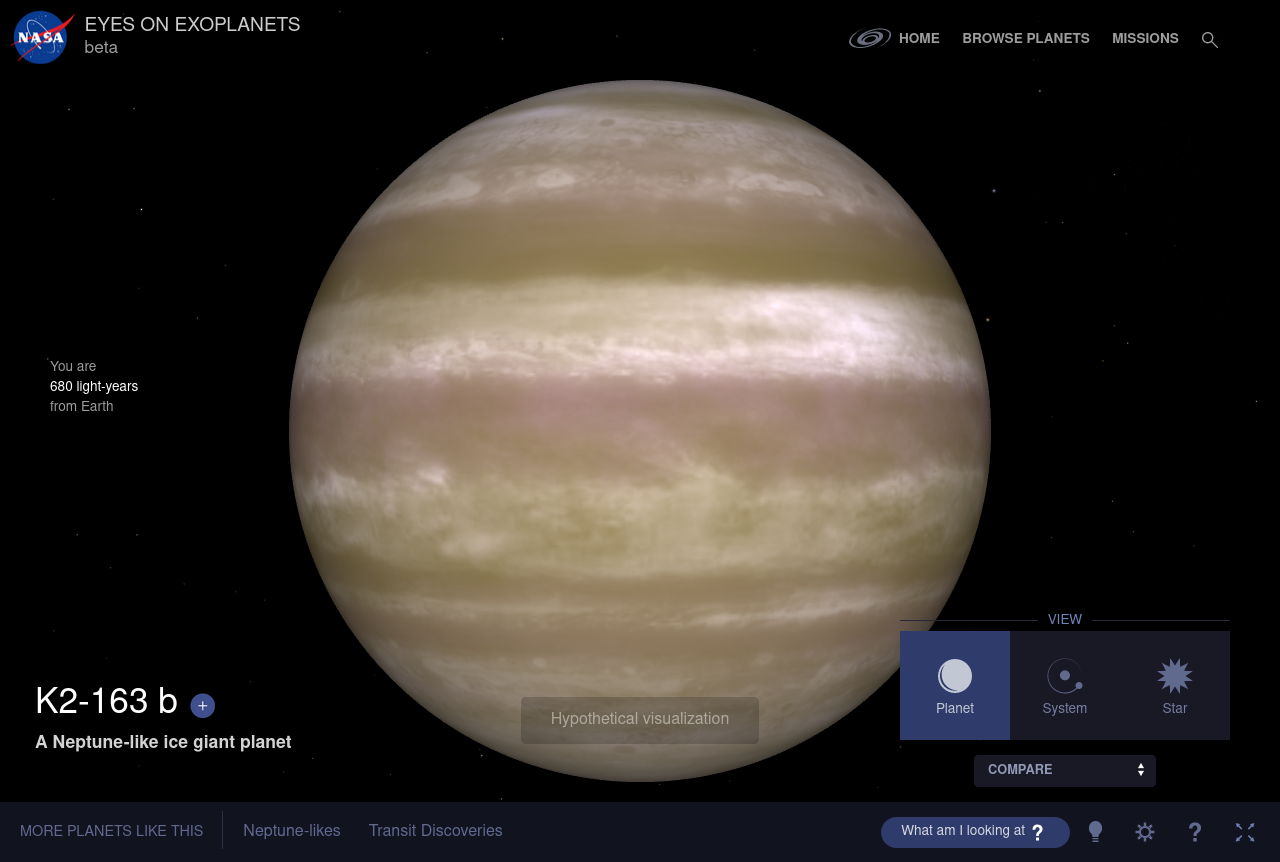 NASA
EYES ON EXOPLANETS
beta
HOME
BROWSE PLANETS
MISSIONS
You are
680 light-years
from Earth
VIEW
Planet
System
Star
K2-163 b +
A Neptune-like ice giant planet
Hypothetical visualization
COMPARE
MORE PLANETS LIKE THIS
Neptune-likes
Transit Discoveries
What am I looking at ?
?